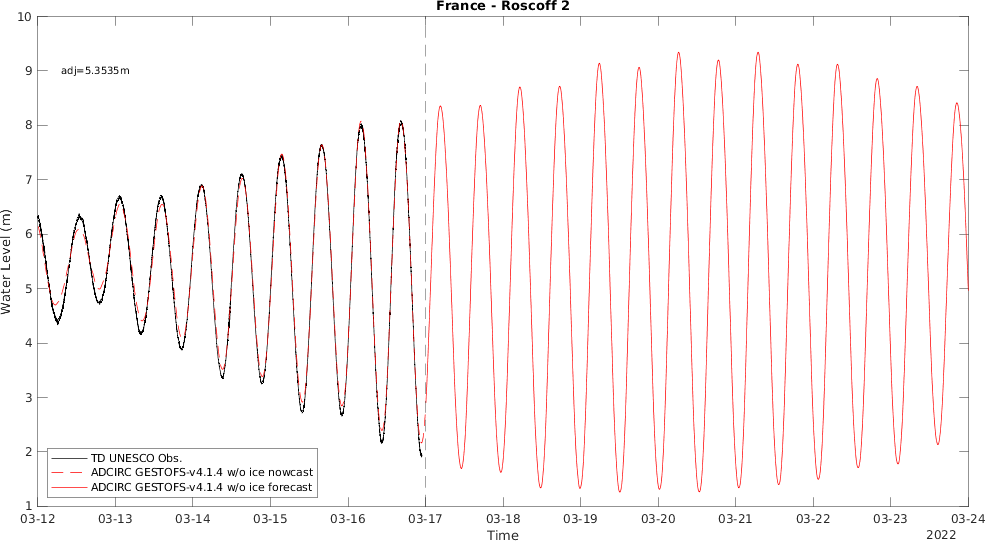 France - Roscoff 2
adj=5.3535m
Water Level (m)
10
9
8
7
6
5
4
3
2
1
TD UNESCO Obs.
ADCIRC GESTOFS-v4.1.4 w/o ice nowcast
ADCIRC GESTOFS-v4.1.4 w/o ice forecast
03-12 03-13 03-14 03-15 03-16 03-17 03-18 03-19 03-20 03-21 03-22 03-23 03-24
Time
2022